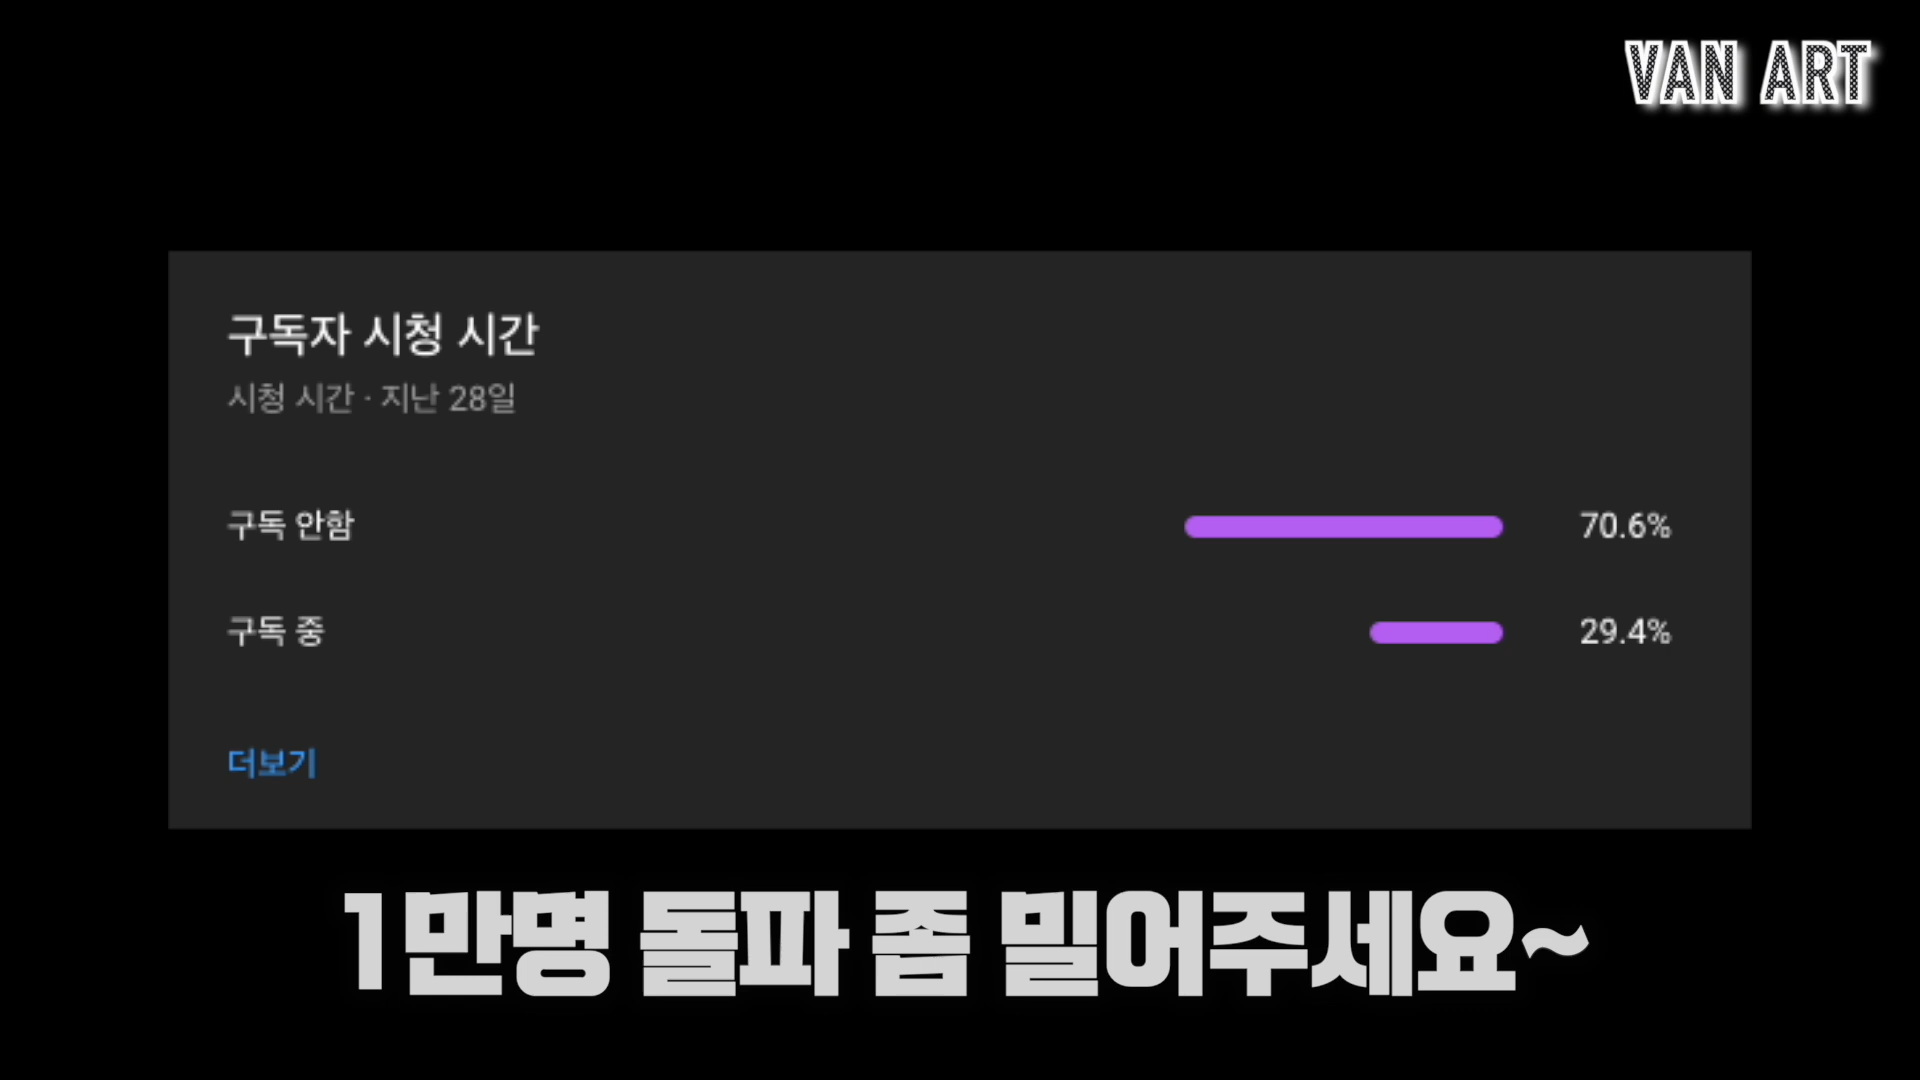 VAN ART
구독자 시청 시간
시청 시간 · 지난 28일
구독 안함 70.6%
구독 중 29.4%
더보기
1만명 돌파 좀 밀어주세요~